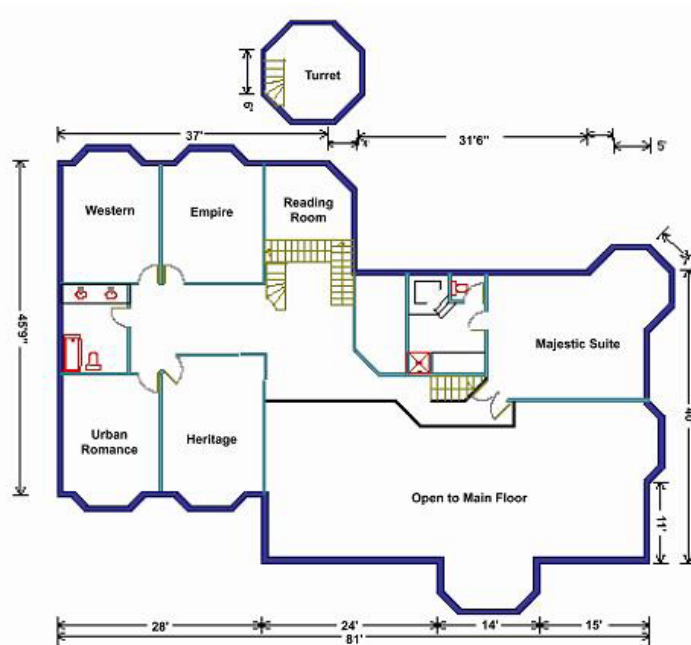 Turret
6'
37'
4'
31'6"
5'
Western
Empire
Reading
Room
45'9"
Majestic Suite
40'
Urban
Romance
Heritage
Open to Main Floor
11'
28'
24'
14'
15'
81'